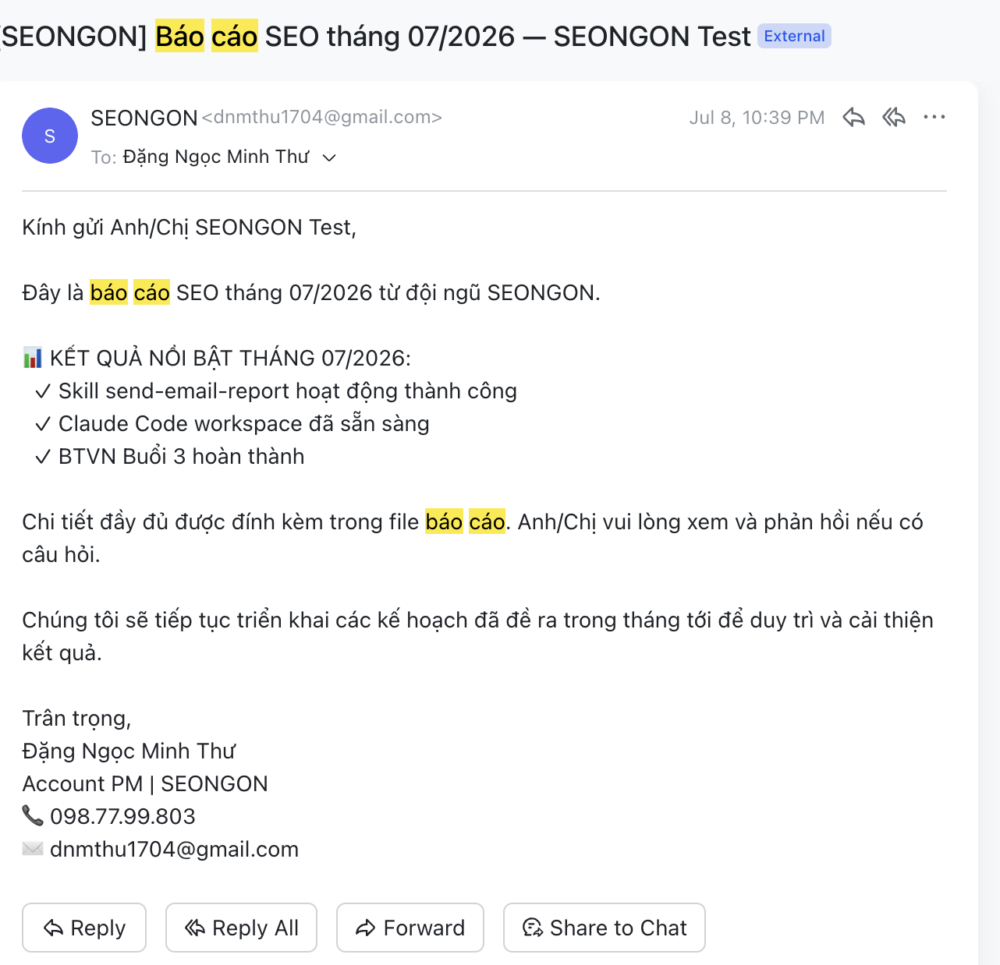 [SEONGON] Báo cáo SEO tháng 07/2026 — SEONGON Test External
S
SEONGON <dnmthu1704@gmail.com>
Jul 8, 10:39 PM
To: Đặng Ngọc Minh Thư
Kính gửi Anh/Chị SEONGON Test,
Đây là báo cáo SEO tháng 07/2026 từ đội ngũ SEONGON.
📊 KẾT QUẢ NỔI BẬT THÁNG 07/2026:
✓ Skill send-email-report hoạt động thành công
✓ Claude Code workspace đã sẵn sàng
✓ BTVN Buổi 3 hoàn thành
Chi tiết đầy đủ được đính kèm trong file báo cáo. Anh/Chị vui lòng xem và phản hồi nếu có
câu hỏi.
Chúng tôi sẽ tiếp tục triển khai các kế hoạch đã đề ra trong tháng tới để duy trì và cải thiện
kết quả.
Trân trọng,
Đặng Ngọc Minh Thư
Account PM | SEONGON
📞 098.77.99.803
✉️ dnmthu1704@gmail.com
Reply
Reply All
Forward
Share to Chat